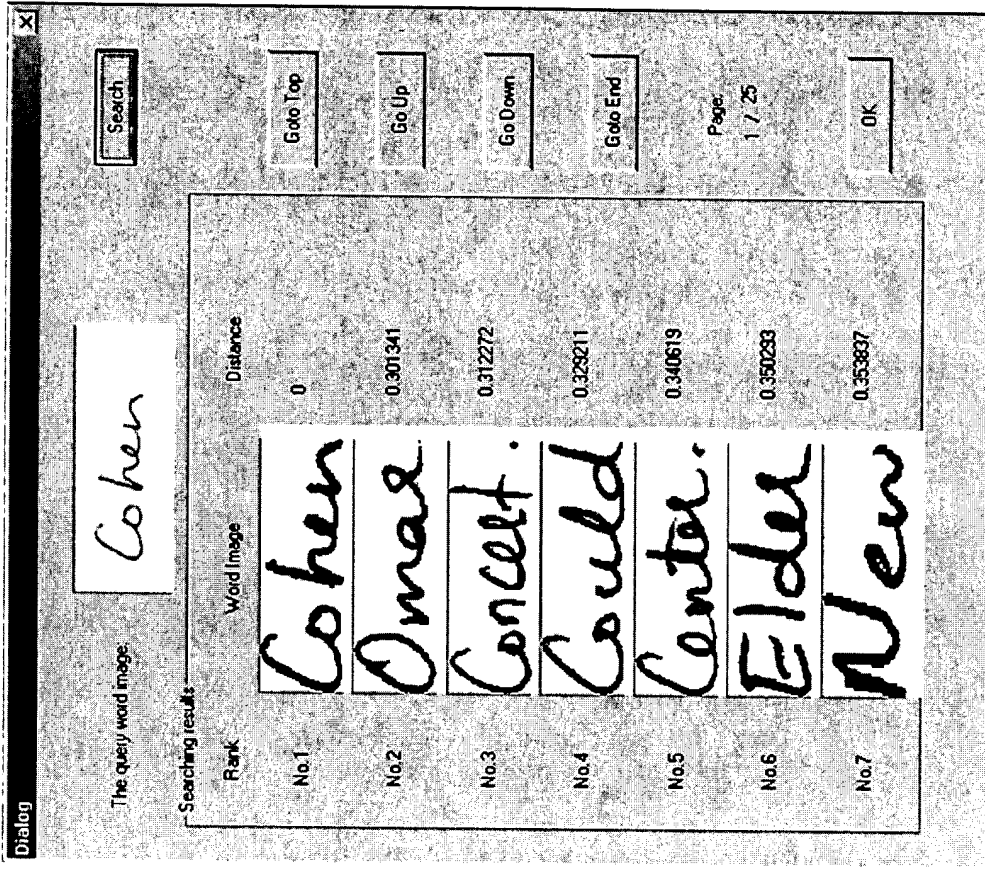 Dialog
The query word image:
Cohen
Search
Searching results
Rank Word Image Distance
No.1 Cohen 0
No.2 Omar 0.301341
No.3 Concert. 0.312272
No.4 Could 0.329211
No.5 Center. 0.340619
No.6 Elder 0.350293
No.7 New 0.353837
Goto Top
Go Up
Go Down
Goto End
Page:
1 / 25
OK